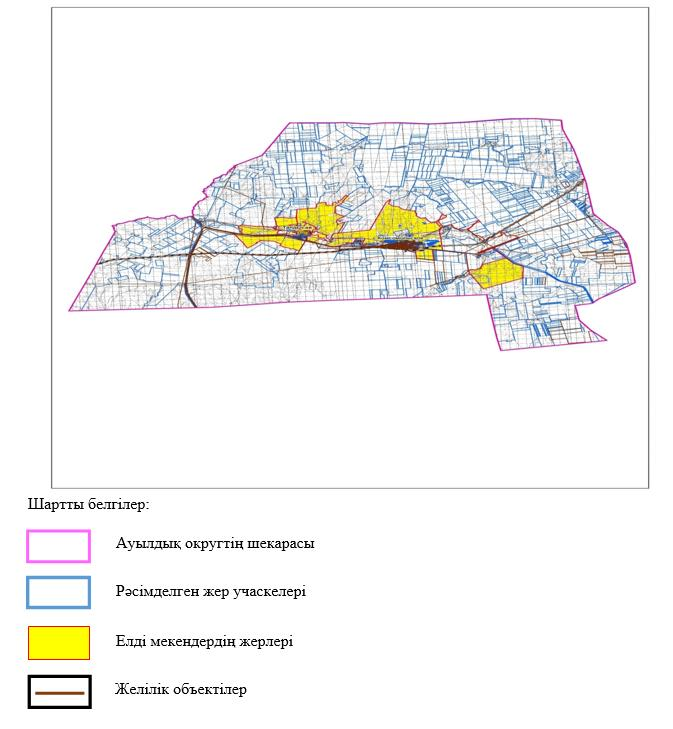 Шартты белгілер:
Ауылдық округтің шекарасы
Рәсімделген жер учаскелері
Елді мекендердің жерлері
Желілік объектілер